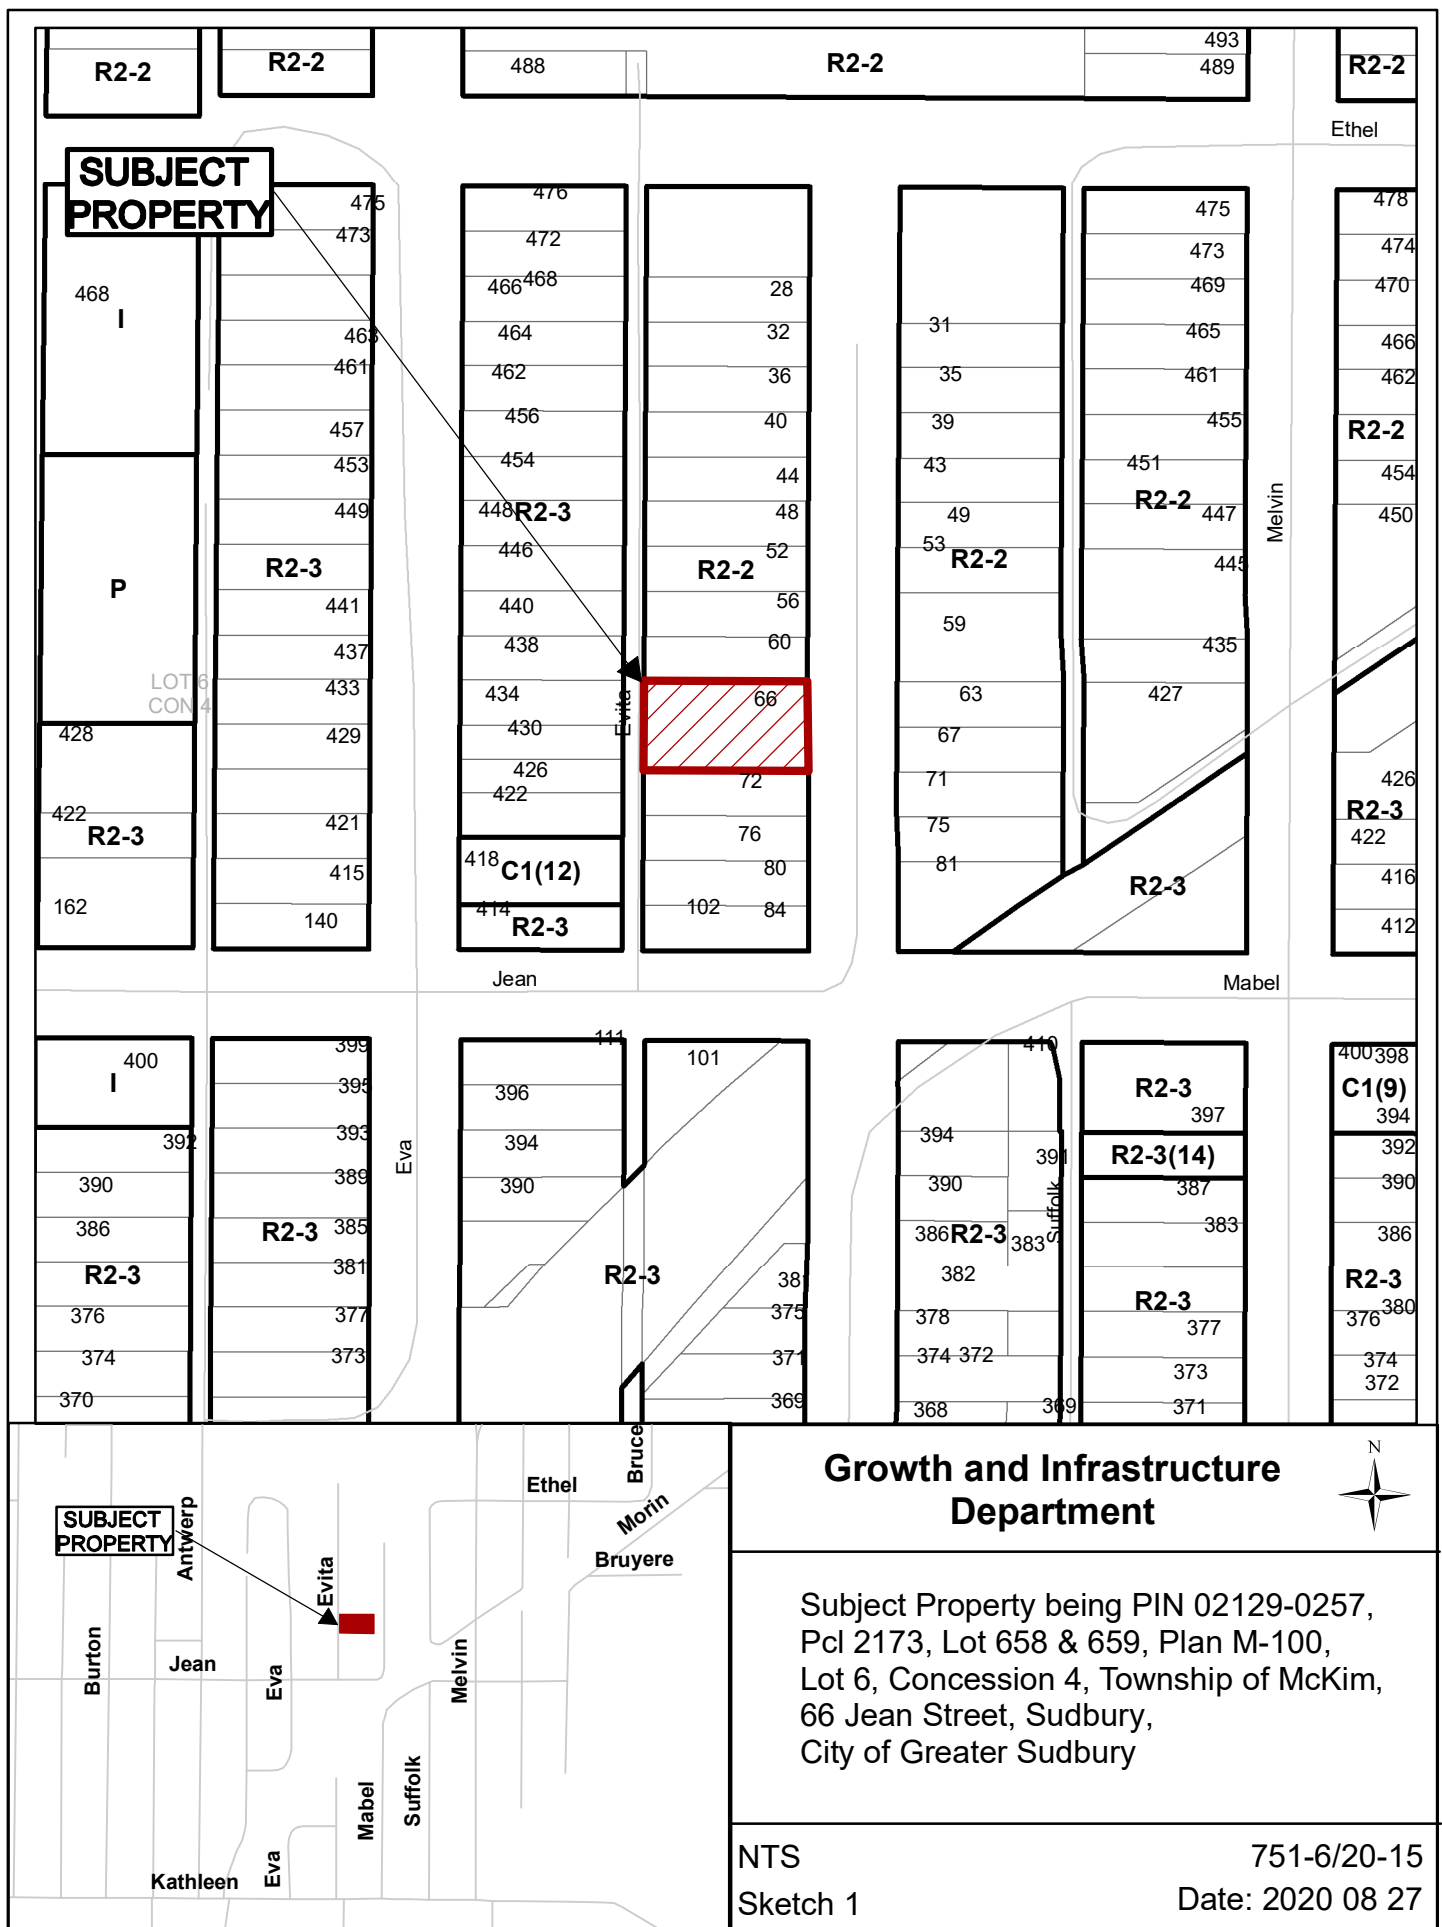 R2-2
R2-2
488
R2-2
493
489
R2-2
Ethel
SUBJECT
PROPERTY
468
I
P
LOT 6
CON 4
428
422
R2-3
162
475
473
463
461
457
453
449
R2-3
441
437
433
429
421
415
140
476
472
466
468
464
462
456
454
448
R2-3
446
440
438
434
430
426
422
418
C1(12)
414
R2-3
Evita
28
32
36
40
44
48
52
R2-2
56
60
66
72
76
80
102
84
31
35
39
43
49
53
R2-2
59
63
67
71
75
81
475
473
469
465
461
455
451
R2-2
447
445
435
427
R2-3
Melvin
478
474
470
466
462
R2-2
454
450
426
R2-3
422
416
412
Jean
Mabel
400
I
392
390
386
R2-3
376
374
370
399
395
393
389
R2-3
385
381
377
373
Eva
111
396
394
390
R2-3
101
381
375
371
369
410
394
391
390
386
R2-3
383
382
378
374
372
368
369
Suffolk
R2-3
397
R2-3(14)
387
383
R2-3
377
373
371
400
398
C1(9)
394
392
390
386
R2-3
380
376
374
372
SUBJECT
PROPERTY
Antwerp
Evita
Ethel
Bruce
Morin
Bruyere
Burton
Jean
Eva
Melvin
Mabel
Suffolk
Kathleen
Eva
Growth and Infrastructure
Department
N
Subject Property being PIN 02129-0257,
Pcl 2173, Lot 658 & 659, Plan M-100,
Lot 6, Concession 4, Township of McKim,
66 Jean Street, Sudbury,
City of Greater Sudbury
NTS
751-6/20-15
Sketch 1
Date: 2020 08 27